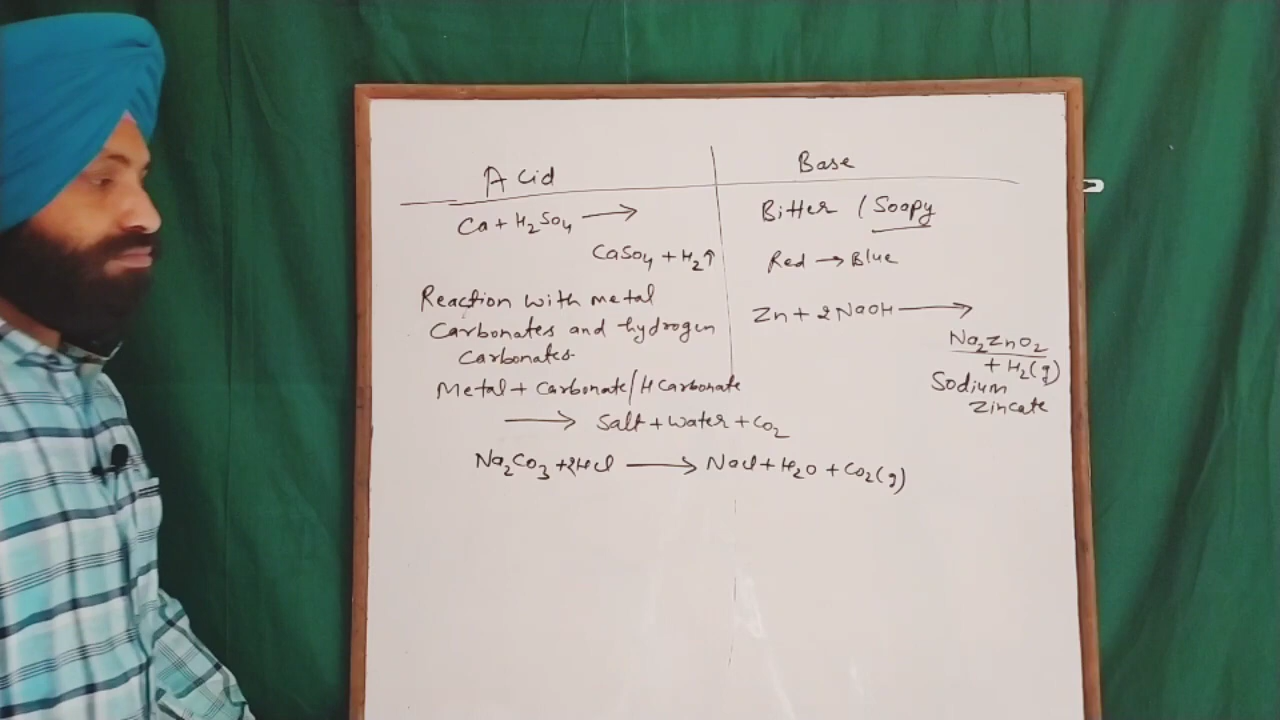 Acid
Ca + H2So4 →
CaSo4 + H2↑
Reaction with metal
Carbonates and hydrogen
Carbonates
Metal + Carbonate/H Carbonate
→ Salt + Water + Co2
Na2Co3 + 2Hcl → Nacl + H2O + Co2(g)
Base
Bitter / Soapy
Red → Blue
Zn + 2NaOH →
Na2ZnO2
+ H2(g)
Sodium
Zincate